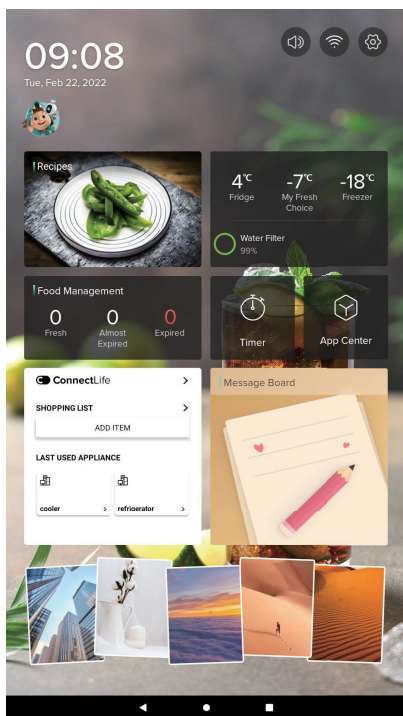 09:08
Tue, Feb 22, 2022
Recipes
4°C
-7°C
-18°C
Fridge
My Fresh
Choice
Freezer
Water Filter
99%
Food Management
0
0
0
Fresh
Almost
Expired
Expired
Timer
App Center
ConnectLife
SHOPPING LIST
ADD ITEM
LAST USED APPLIANCE
cooler
refrigerator
Message Board